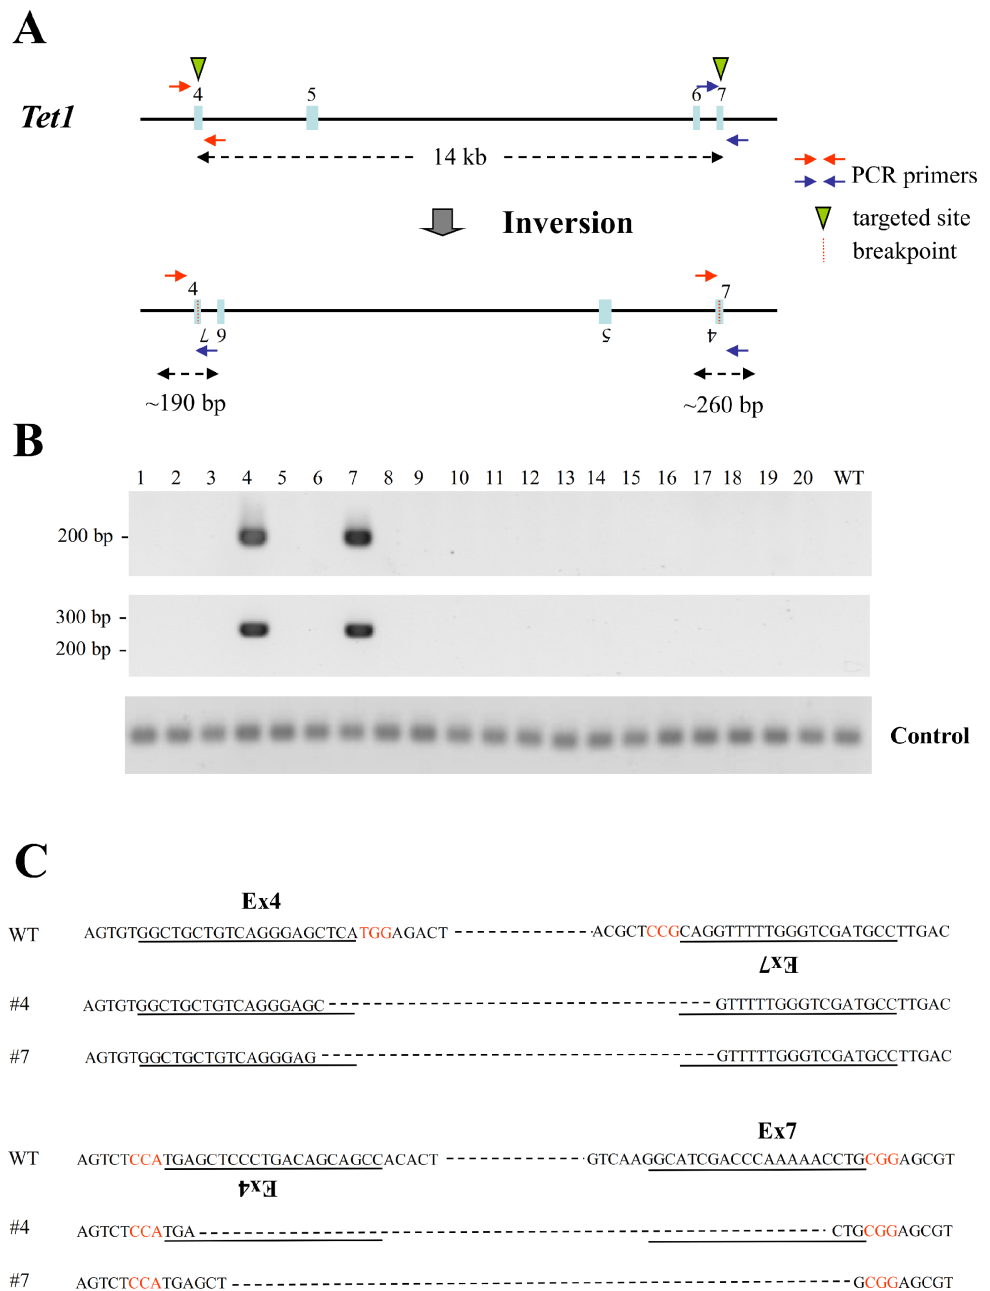 A
4 5 6 7
Tet1
14 kb
PCR primers
targeted site
breakpoint
Inversion
4 7
7 6 5 4
~190 bp ~260 bp
B
1 2 3 4 5 6 7 8 9 10 11 12 13 14 15 16 17 18 19 20 WT
200 bp
300 bp
200 bp
Control
C
Ex4
WT AGTGTGGCTGCTGTCAGGGAGCTCATGGAGACT ACGCTCCGCAGGTTTTTGGGTCGATGCCTTGAC
Ex7
#4 AGTGTGGCTGCTGTCAGGGAGC GTTTTTGGGTCGATGCCTTGAC
#7 AGTGTGGCTGCTGTCAGGGAG GTTTTTGGGTCGATGCCTTGAC
Ex7
WT AGTCTCCATGAGCTCCCTGACAGCAGCCACACT GTCAAGGCATCGACCCAAAAACCTGCGGAGCGT
Ex4
#4 AGTCTCCATGA CTGCGGAGCGT
#7 AGTCTCCATGAGCT GCGGAGCGT